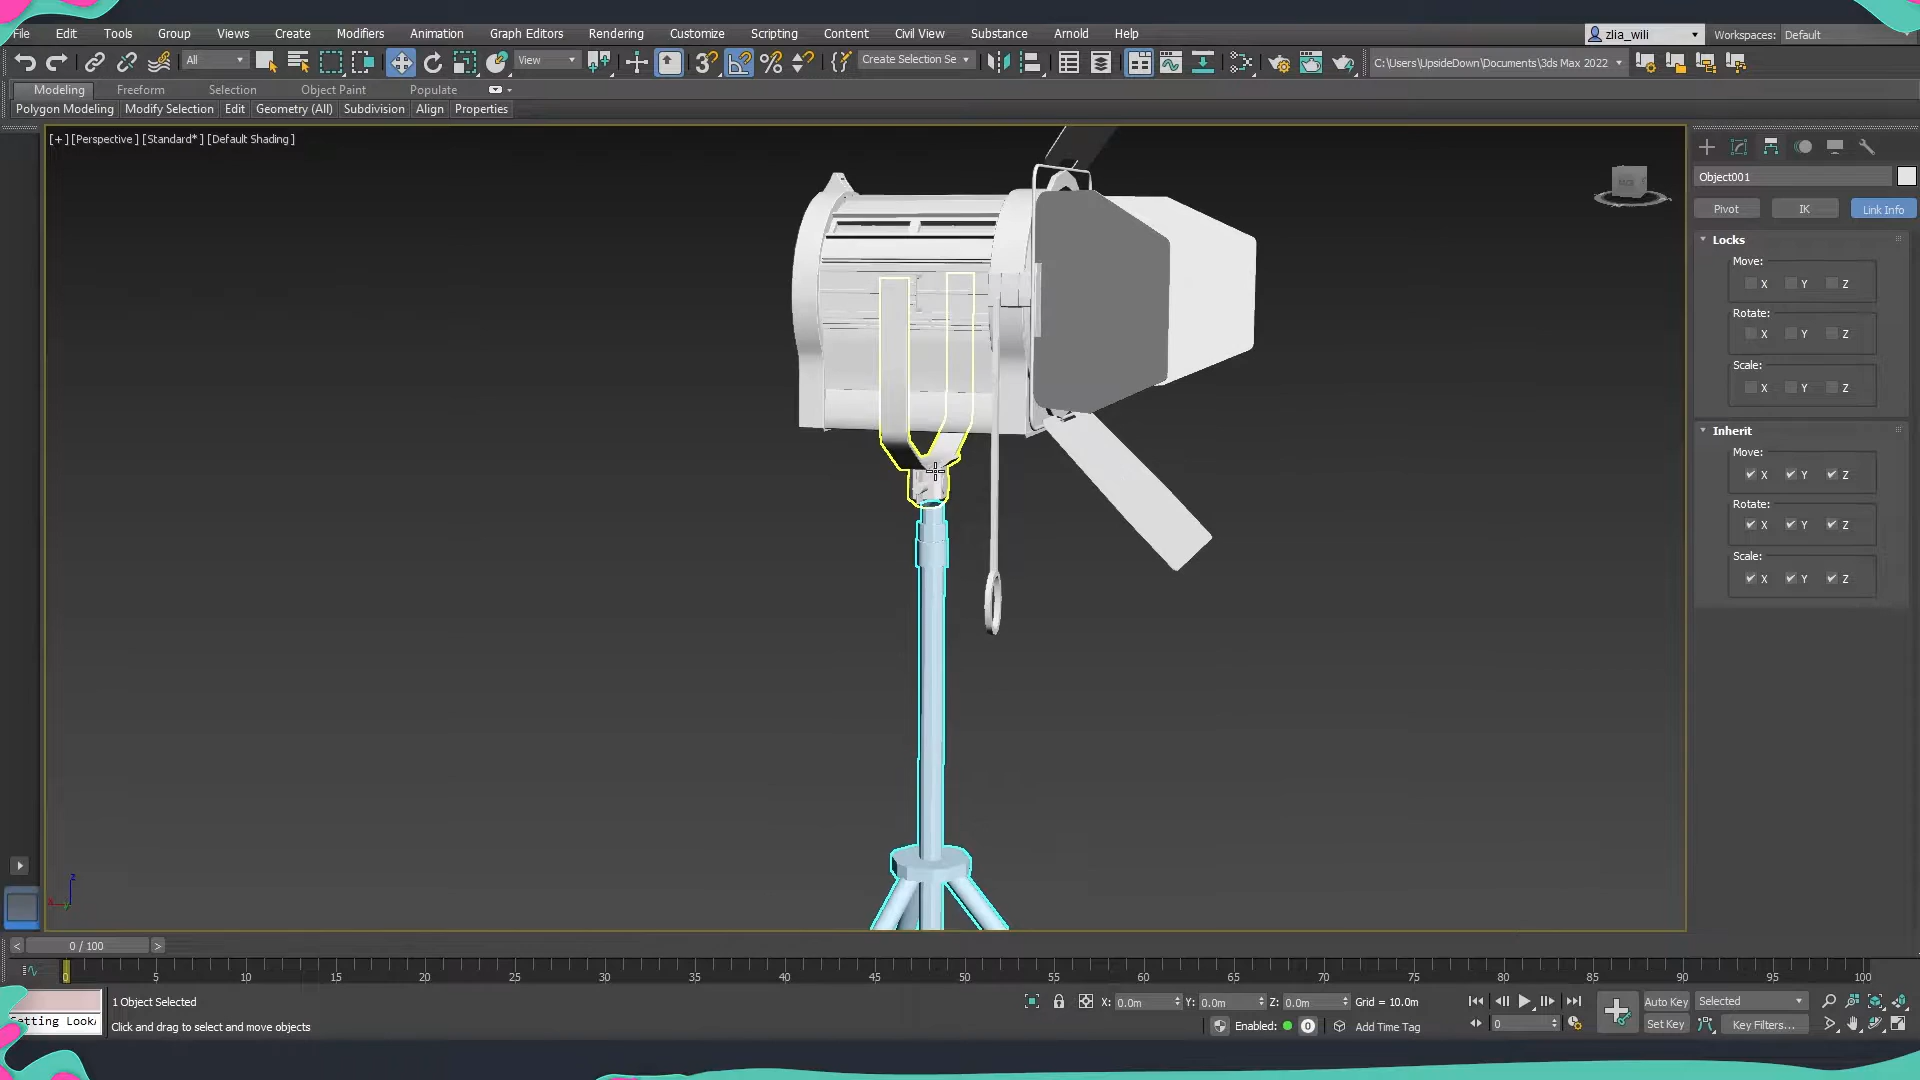 File Edit Tools Group Views Create Modifiers Animation Graph Editors Rendering Customize Scripting Content Civil View Substance Arnold Help zlia_wili Workspaces: Default
All View Create Selection Se C:\Users\UpsideDown\Documents\3ds Max 2022
Modeling Freeform Selection Object Paint Populate
Polygon Modeling Modify Selection Edit Geometry (All) Subdivision Align Properties
[+] [Perspective] [Standard*] [Default Shading]
Object001
Pivot IK Link Info
Locks
Move:
X Y Z
Rotate:
X Y Z
Scale:
X Y Z
Inherit
Move:
X Y Z
Rotate:
X Y Z
Scale:
X Y Z
z
0 / 100
0 5 10 15 20 25 30 35 40 45 50 55 60 65 70 75 80 85 90 95 100
1 Object Selected X: 0.0m Y: 0.0m Z: 0.0m Grid = 10.0m Auto Key Selected
Click and drag to select and move objects Enabled: 0 Add Time Tag 0 Set Key Key Filters...